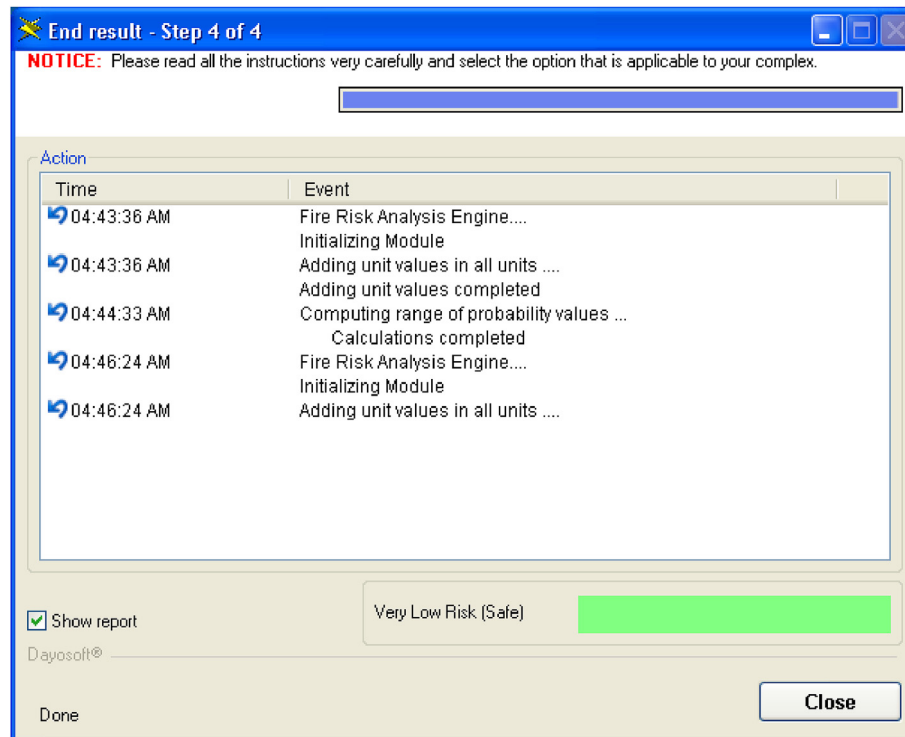 End result - Step 4 of 4
NOTICE: Please read all the instructions very carefully and select the option that is applicable to your complex.
Action
Time Event
04:43:36 AM Fire Risk Analysis Engine....
Initializing Module
04:43:36 AM Adding unit values in all units ....
Adding unit values completed
04:44:33 AM Computing range of probability values ...
Calculations completed
04:46:24 AM Fire Risk Analysis Engine....
Initializing Module
04:46:24 AM Adding unit values in all units ....
Show report Very Low Risk (Safe)
Dayosoft®
Done Close